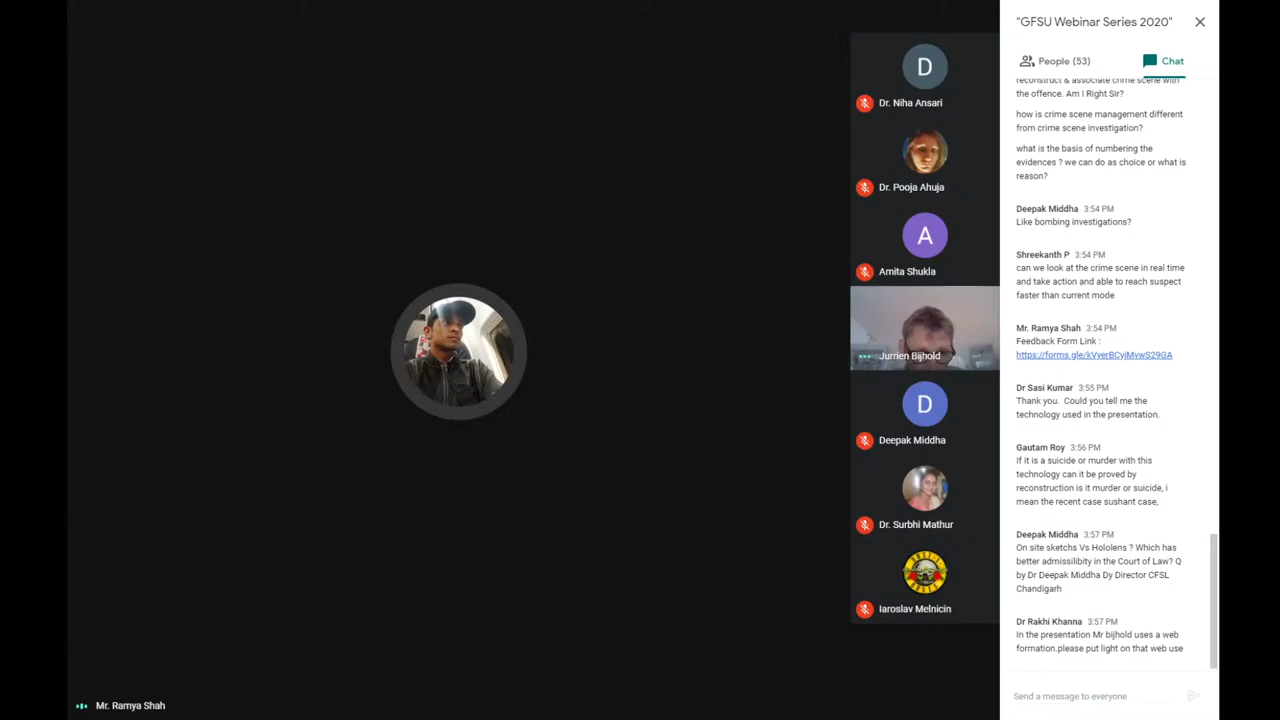 "GFSU Webinar Series 2020"
People (53)
Chat
reconstruct & associate crime scene with
the offence. Am I Right Sir?
how is crime scene management different
from crime scene investigation?
what is the basis of numbering the
evidences ? we can do as choice or what is
reason?
Deepak Middha 3:54 PM
Like bombing investigations?
Shreekanth P 3:54 PM
can we look at the crime scene in real time
and take action and able to reach suspect
faster than current mode
Mr. Ramya Shah 3:54 PM
Feedback Form Link :
https://forms.gle/kVyerBCyjMvwS29GA
Dr Sasi Kumar 3:55 PM
Thank you. Could you tell me the
technology used in the presentation.
Gautam Roy 3:56 PM
If it is a suicide or murder with this
technology can it be proved by
reconstruction is it murder or suicide, i
mean the recent case sushant case,
Deepak Middha 3:57 PM
On site sketchs Vs Hololens ? Which has
better admissilibity in the Court of Law? Q
by Dr Deepak Middha Dy Director CFSL
Chandigarh
Dr Rakhi Khanna 3:57 PM
In the presentation Mr bijhold uses a web
formation.please put light on that web use
Send a message to everyone
D
Dr. Niha Ansari
Dr. Pooja Ahuja
A
Amita Shukla
Jurrien Bijhold
D
Deepak Middha
Dr. Surbhi Mathur
Iaroslav Melnicin
Mr. Ramya Shah